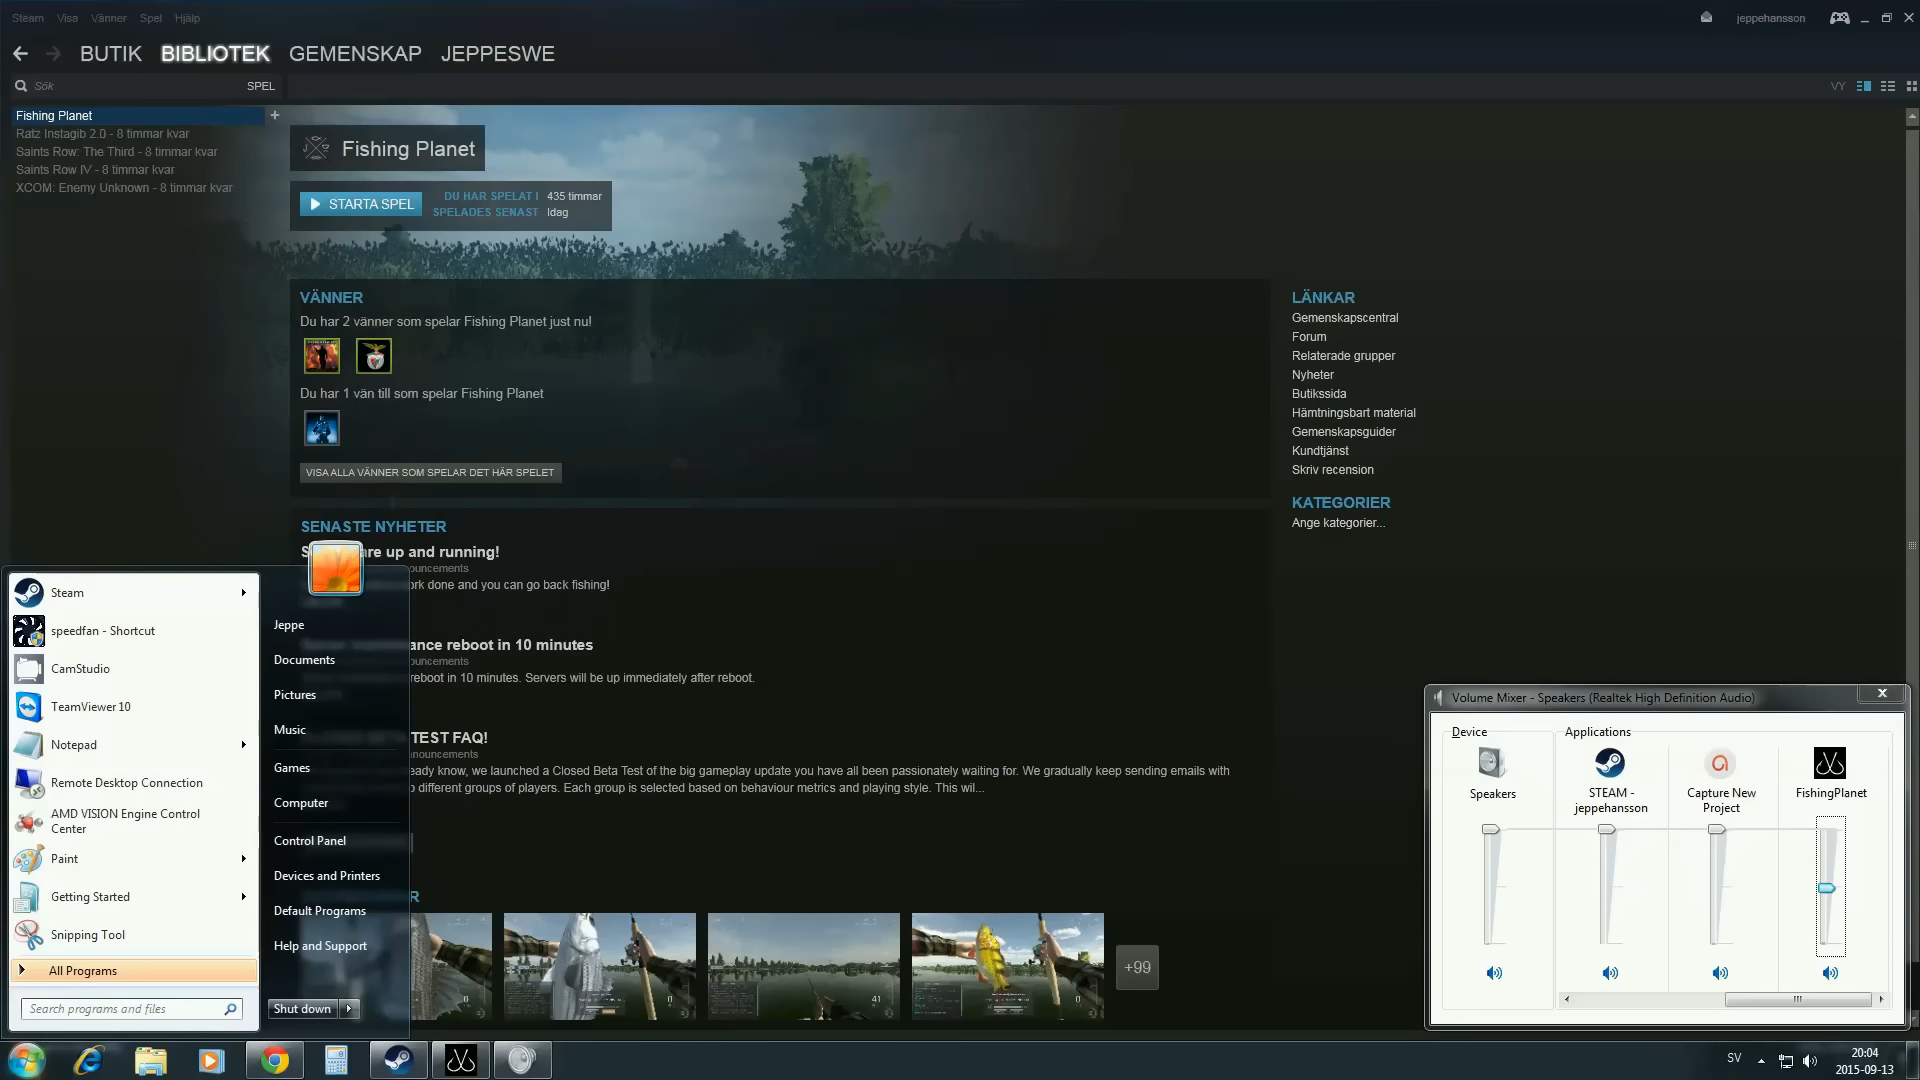 Steam Visa Vänner Spel Hjälp
jeppehansson
BUTIK BIBLIOTEK GEMENSKAP JEPPESWE
Sök
SPEL
VY
Fishing Planet
Ratz Instagib 2.0 - 8 timmar kvar
Saints Row: The Third - 8 timmar kvar
Saints Row IV - 8 timmar kvar
XCOM: Enemy Unknown - 8 timmar kvar
Fishing Planet
STARTA SPEL
DU HAR SPELAT I 435 timmar
SPELADES SENAST Idag
VÄNNER
Du har 2 vänner som spelar Fishing Planet just nu!
Du har 1 vän till som spelar Fishing Planet
VISA ALLA VÄNNER SOM SPELAR DET HÄR SPELET
LÄNKAR
Gemenskapscentral
Forum
Relaterade grupper
Nyheter
Butikssida
Hämtningsbart material
Gemenskapsguider
Kundtjänst
Skriv recension
KATEGORIER
Ange kategorier...
SENASTE NYHETER
are up and running!
ouncements
ork done and you can go back fishing!
ance reboot in 10 minutes
ouncements
reboot in 10 minutes. Servers will be up immediately after reboot.
TEST FAQ!
nouncements
eady know, we launched a Closed Beta Test of the big gameplay update you have all been passionately waiting for. We gradually keep sending emails with
different groups of players. Each group is selected based on behaviour metrics and playing style. This wil...
R
+99
Steam
speedfan - Shortcut
CamStudio
TeamViewer 10
Notepad
Remote Desktop Connection
AMD VISION Engine Control
Center
Paint
Getting Started
Snipping Tool
All Programs
Search programs and files
Jeppe
Documents
Pictures
Music
Games
Computer
Control Panel
Devices and Printers
Default Programs
Help and Support
Shut down
Volume Mixer - Speakers (Realtek High Definition Audio)
Device
Applications
Speakers
STEAM -
jeppehansson
Capture New
Project
FishingPlanet
SV
20:04
2015-09-13